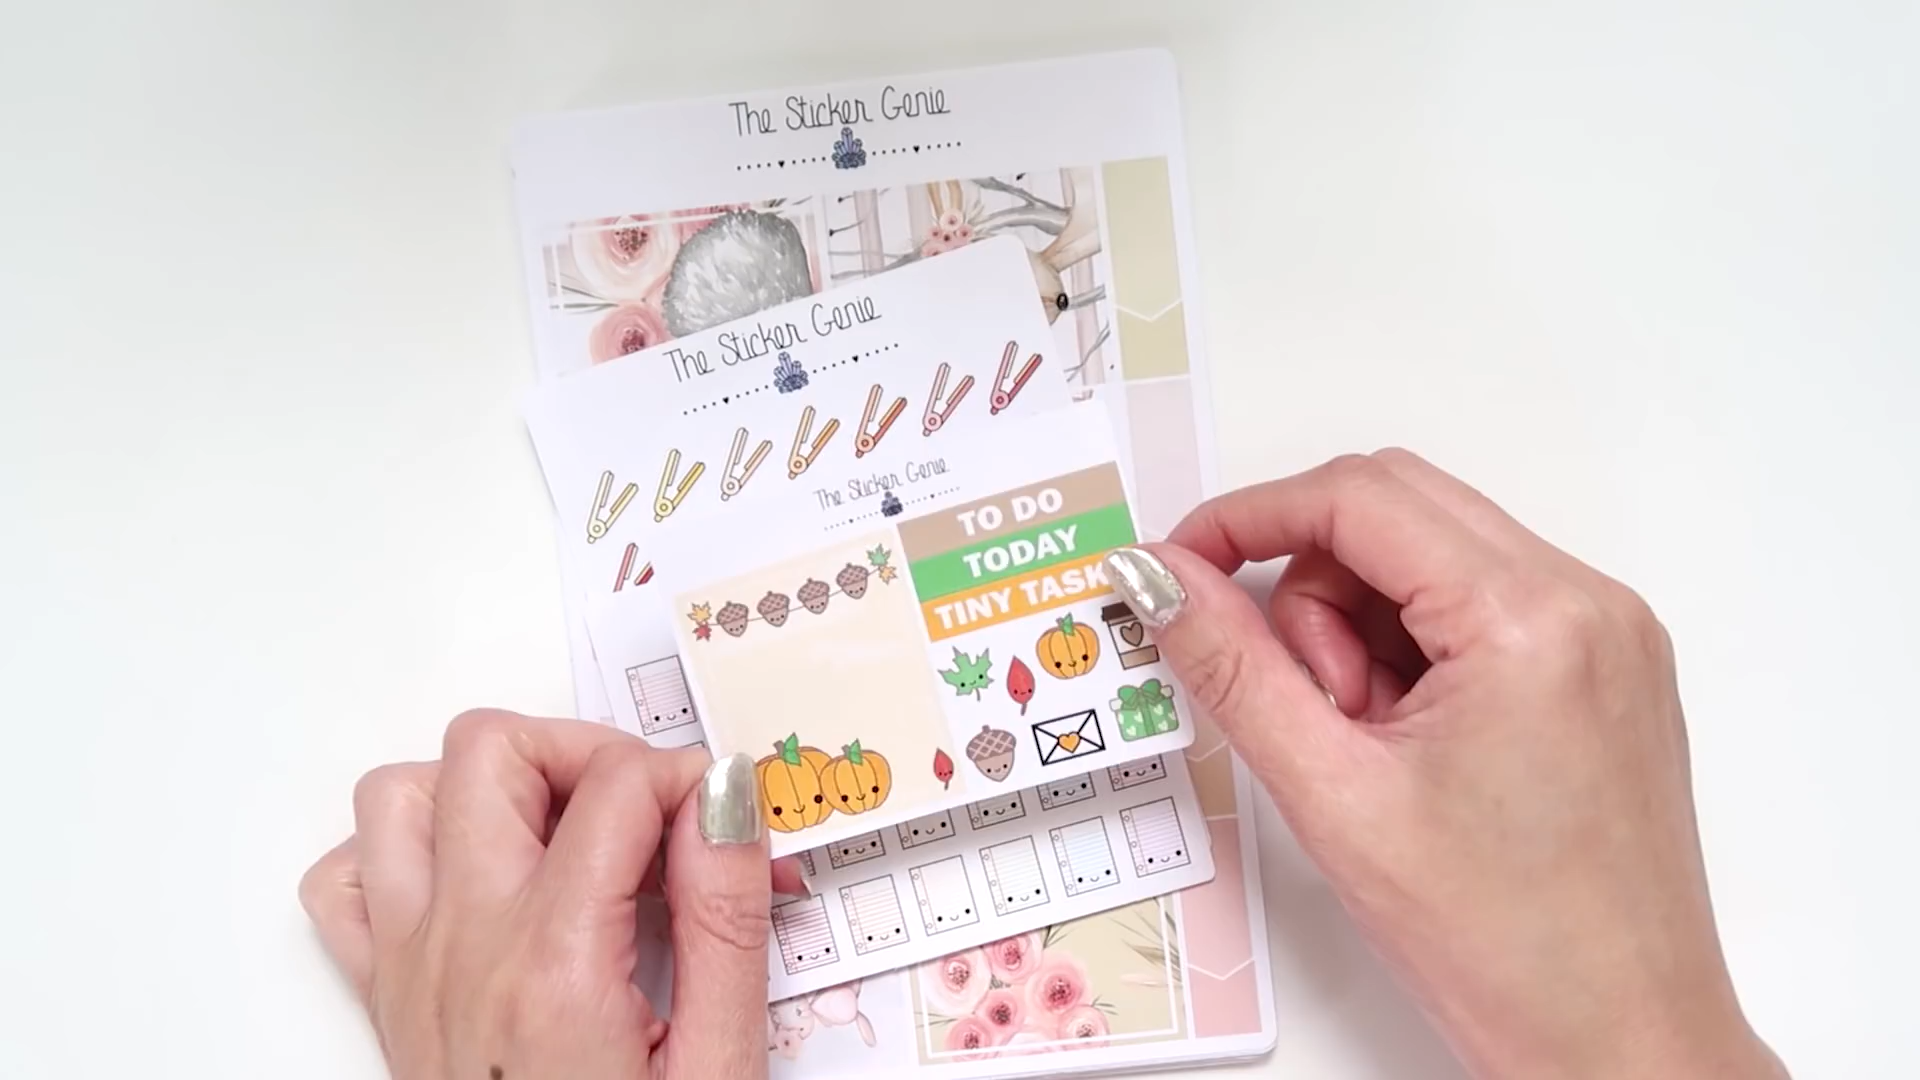 The Sticker Genie
The Sticker Genie
The Sticker Genie
TO DO
TODAY
TINY TASK